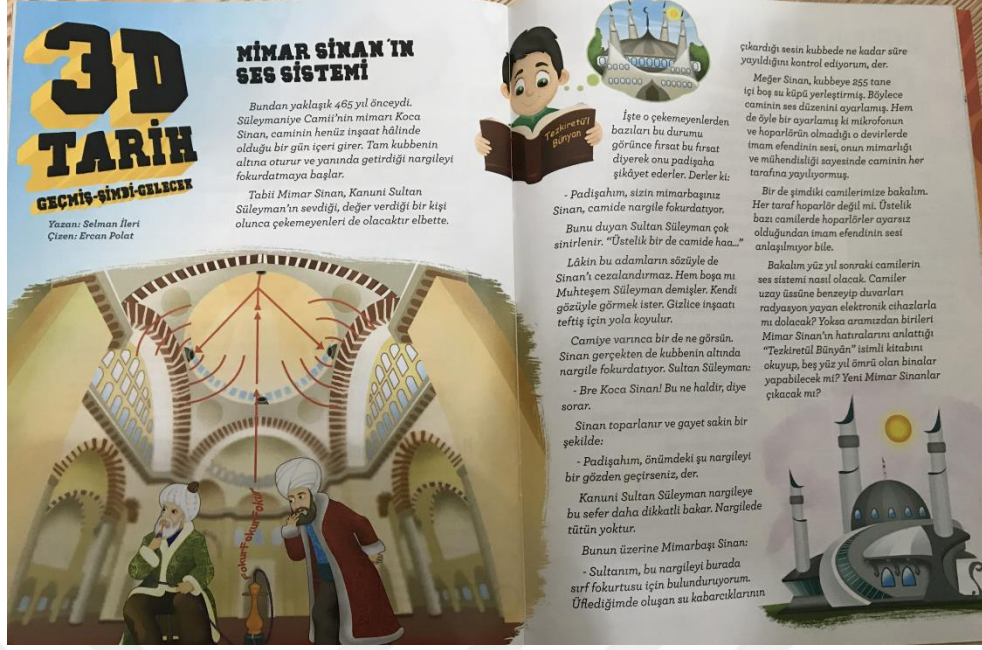 3D
TARİH
GEÇMİŞ-ŞİMDİ-GELECEK
Yazan: Selman İleri
Çizen: Ercan Polat
MİMAR SİNAN'IN
SES SİSTEMİ
Bundan yaklaşık 465 yıl önceydi.
Süleymaniye Camii'nin mimarı Koca
Sinan, caminin henüz inşaat hâlinde
olduğu bir gün içeri girer. Tam kubbenin
altına oturur ve yanında getirdiği nargileyi
fokurdatmaya başlar.
Tabii Mimar Sinan, Kanuni Sultan
Süleyman'ın sevdiği, değer verdiği bir kişi
olunca çekemeyenleri de olacaktır elbette.
FokurFokurFokur
Tezkiretü'l
Bünyan
İşte o çekemeyenlerden
bazıları bu durumu
görünce fırsat bu fırsat
diyerek onu padişaha
şikâyet ederler. Derler ki:
- Padişahım, sizin mimarbaşınız
Sinan, camide nargile fokurdatıyor.
Bunu duyan Sultan Süleyman çok
sinirlenir. "Üstelik bir de camide haa..."
Lâkin bu adamların sözüyle de
Sinan'ı cezalandırmaz. Hem boşa mı
Muhteşem Süleyman demişler. Kendi
gözüyle görmek ister. Gizlice inşaatı
teftiş için yola koyulur.
Camiye varınca bir de ne görsün.
Sinan gerçekten de kubbenin altında
nargile fokurdatıyor. Sultan Süleyman:
- Bre Koca Sinan! Bu ne haldir, diye
sorar.
Sinan toparlanır ve gayet sakin bir
şekilde:
- Padişahım, önümdeki şu nargileyi
bir gözden geçirseniz, der.
Kanuni Sultan Süleyman nargileye
bu sefer daha dikkatli bakar. Nargilede
tütün yoktur.
Bunun üzerine Mimarbaşı Sinan:
- Sultanım, bu nargileyi burada
sırf fokurtusu için bulunduruyorum.
Üflediğimde oluşan su kabarcıklarının
çıkardığı sesin kubbede ne kadar süre
yayıldığını kontrol ediyorum, der.
Meğer Sinan, kubbeye 255 tane
içi boş su küpü yerleştirmiş. Böylece
caminin ses düzenini ayarlamış. Hem
de öyle bir ayarlamış ki mikrofonun
ve hoparlörün olmadığı o devirlerde
imam efendinin sesi, onun mimarlığı
ve mühendisliği sayesinde caminin her
tarafına yayılıyormuş.
Bir de şimdiki camilerimize bakalım.
Her taraf hoparlör değil mi. Üstelik
bazı camilerde hoparlörler ayarsız
olduğundan imam efendinin sesi
anlaşılmıyor bile.
Bakalım yüz yıl sonraki camilerin
ses sistemi nasıl olacak. Camiler
uzay üssüne benzeyip duvarları
radyasyon yayan elektronik cihazlarla
mı dolacak? Yoksa aramızdan birileri
Mimar Sinan'ın hatıralarını anlattığı
"Tezkiretül Bünyân" isimli kitabını
okuyup, beş yüz yıl ömrü olan binalar
yapabilecek mi? Yeni Mimar Sinanlar
çıkacak mı?